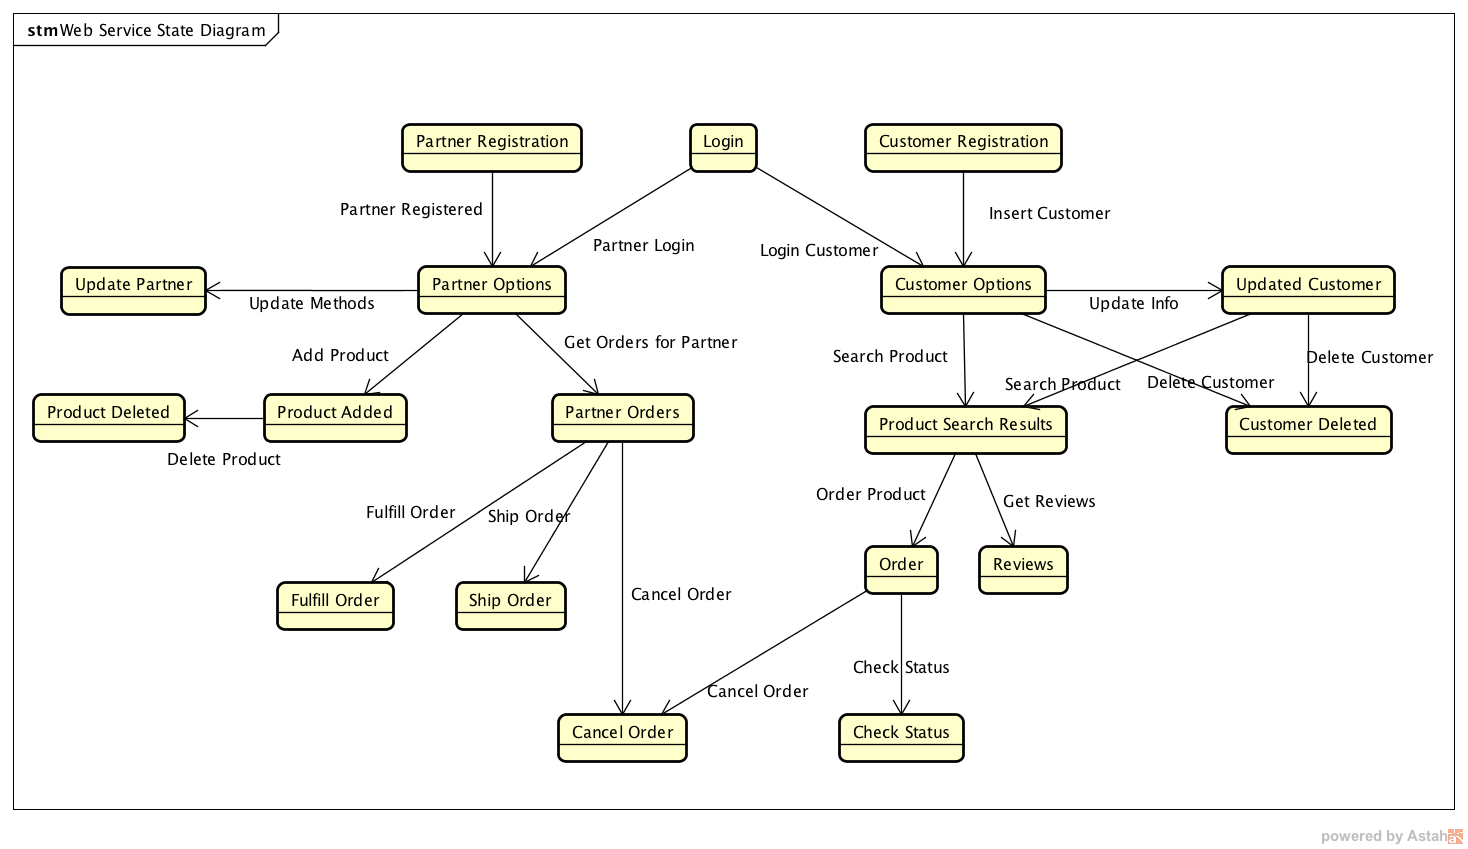 stm Web Service State Diagram
Partner Registration
Login
Customer Registration
Partner Registered
Insert Customer
Partner Login
Login Customer
Update Partner
Update Methods
Partner Options
Customer Options
Update Info
Updated Customer
Add Product
Get Orders for Partner
Search Product
Search Product
Delete Customer
Delete Customer
Product Deleted
Product Added
Partner Orders
Product Search Results
Customer Deleted
Delete Product
Fulfill Order
Ship Order
Order Product
Get Reviews
Order
Reviews
Fulfill Order
Ship Order
Cancel Order
Check Status
Cancel Order
Cancel Order
Check Status
powered by Astah